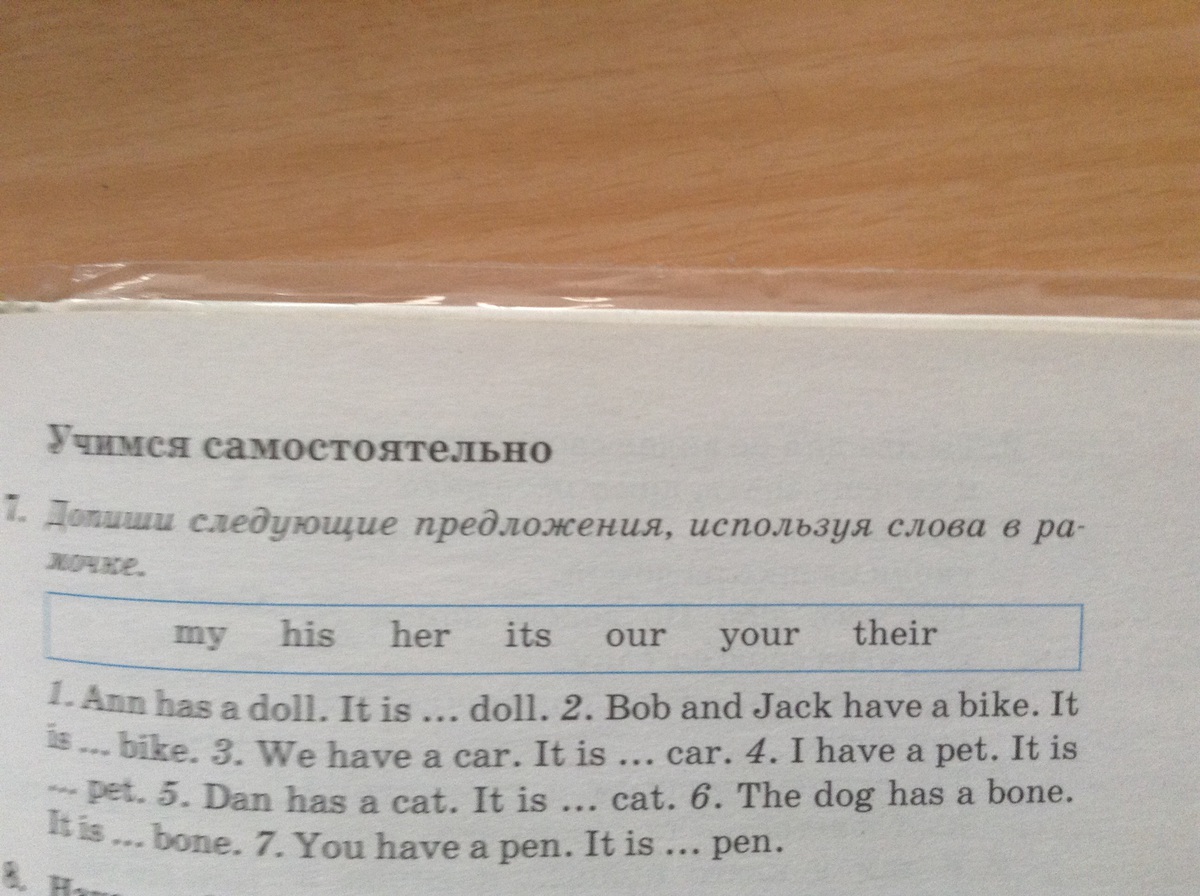 Учимся самостоятельно
7. Допиши следующие предложения, используя слова в ра-
мочке.
my his her its our your their
1. Ann has a doll. It is ... doll. 2. Bob and Jack have a bike. It
is ... bike. 3. We have a car. It is ... car. 4. I have a pet. It is
... pet. 5. Dan has a cat. It is ... cat. 6. The dog has a bone.
It is ... bone. 7. You have a pen. It is ... pen.
8.